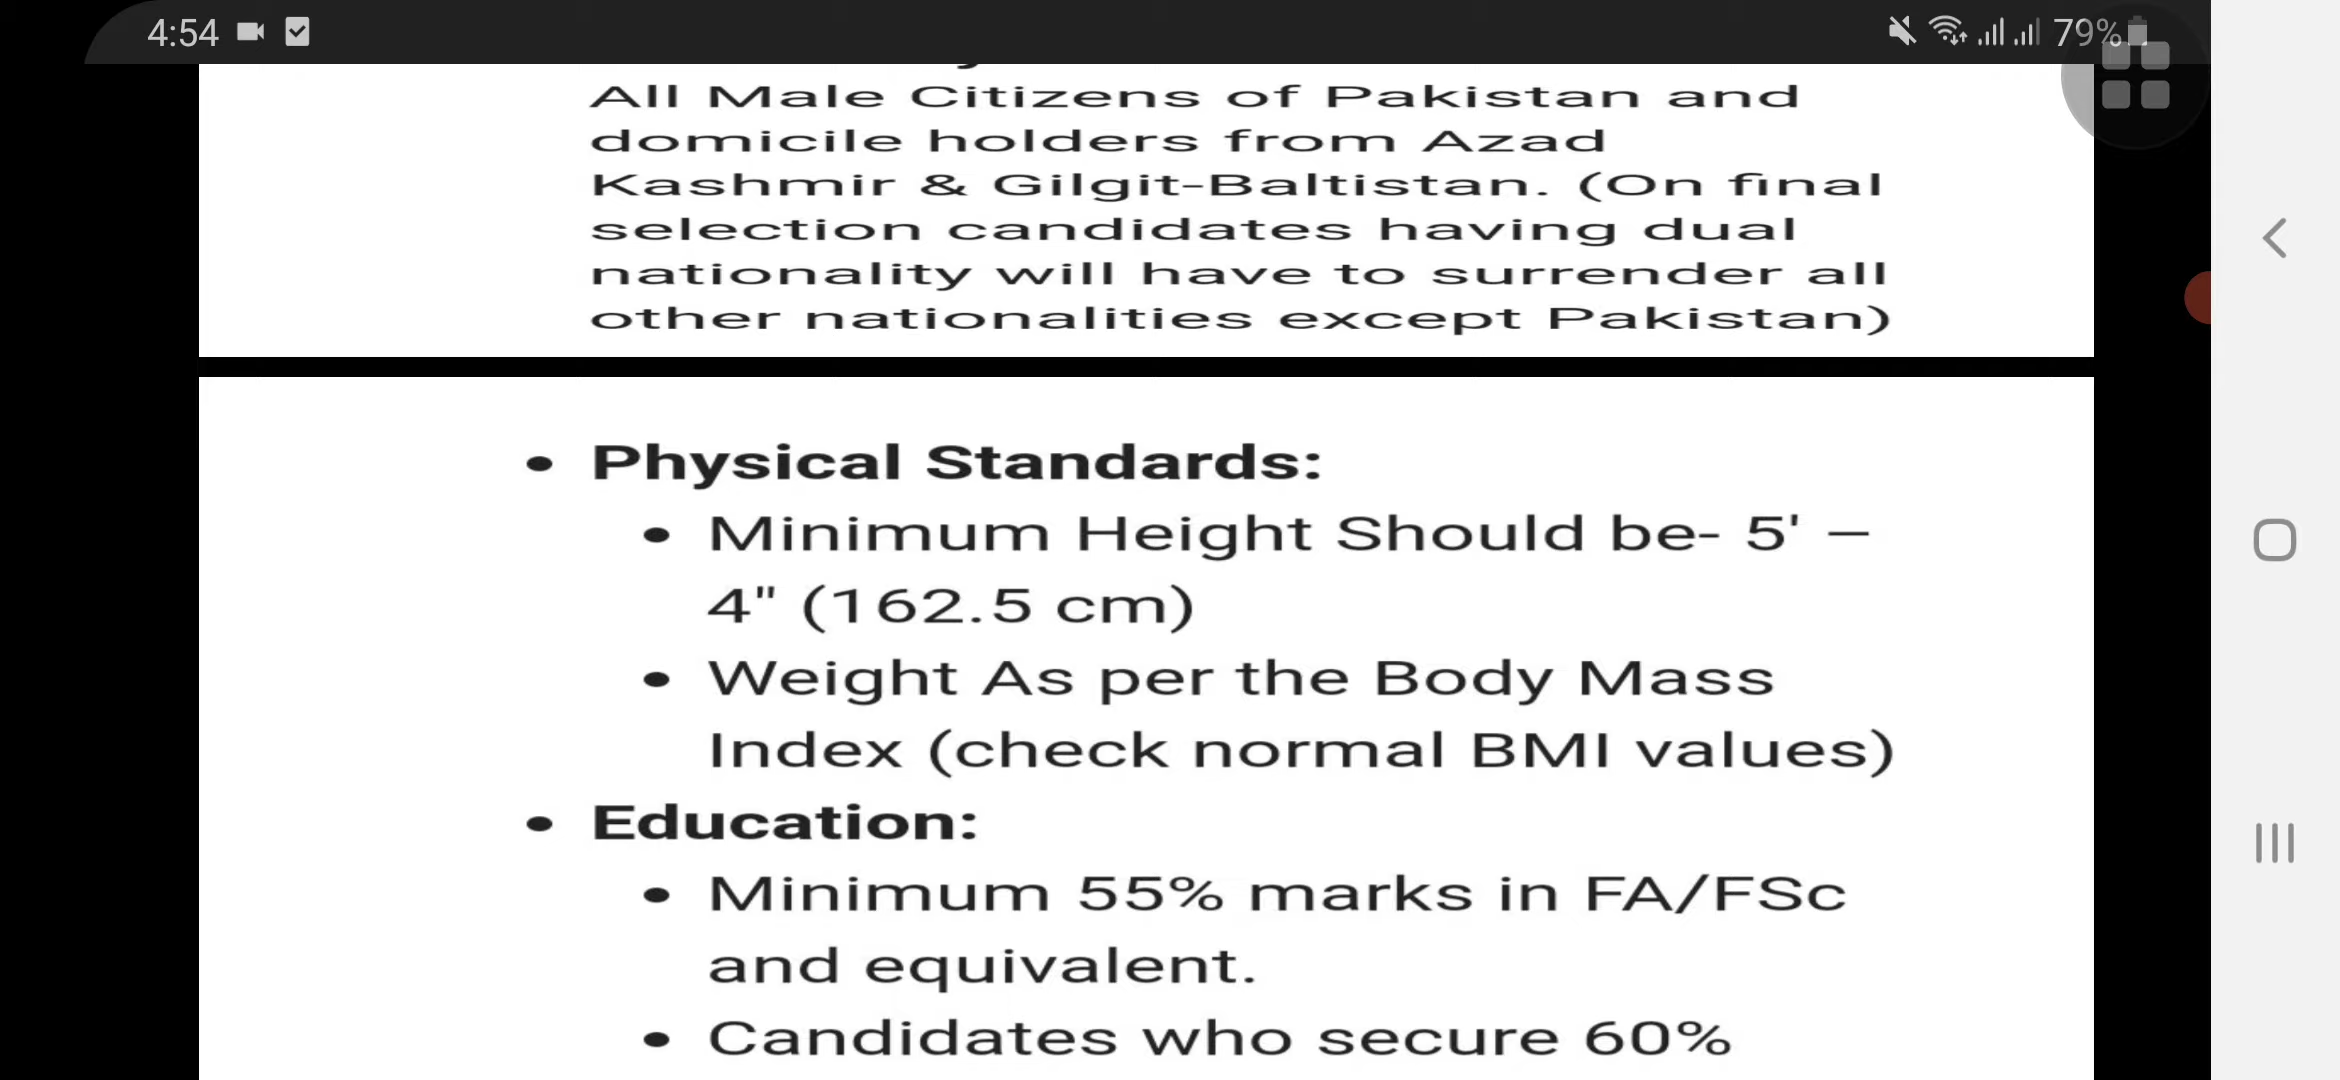 4:54
79%
All Male Citizens of Pakistan and
domicile holders from Azad
Kashmir & Gilgit-Baltistan. (On final
selection candidates having dual
nationality will have to surrender all
other nationalities except Pakistan)
• Physical Standards:
• Minimum Height Should be- 5' –
4" (162.5 cm)
• Weight As per the Body Mass
Index (check normal BMI values)
• Education:
• Minimum 55% marks in FA/FSc
and equivalent.
• Candidates who secure 60%